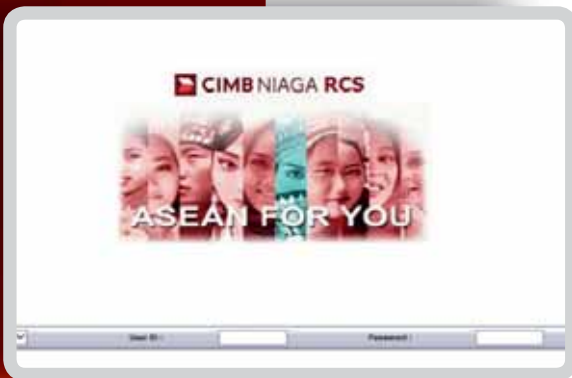 CIMB NIAGA RCS
ASEAN FOR YOU
User ID :
Password :